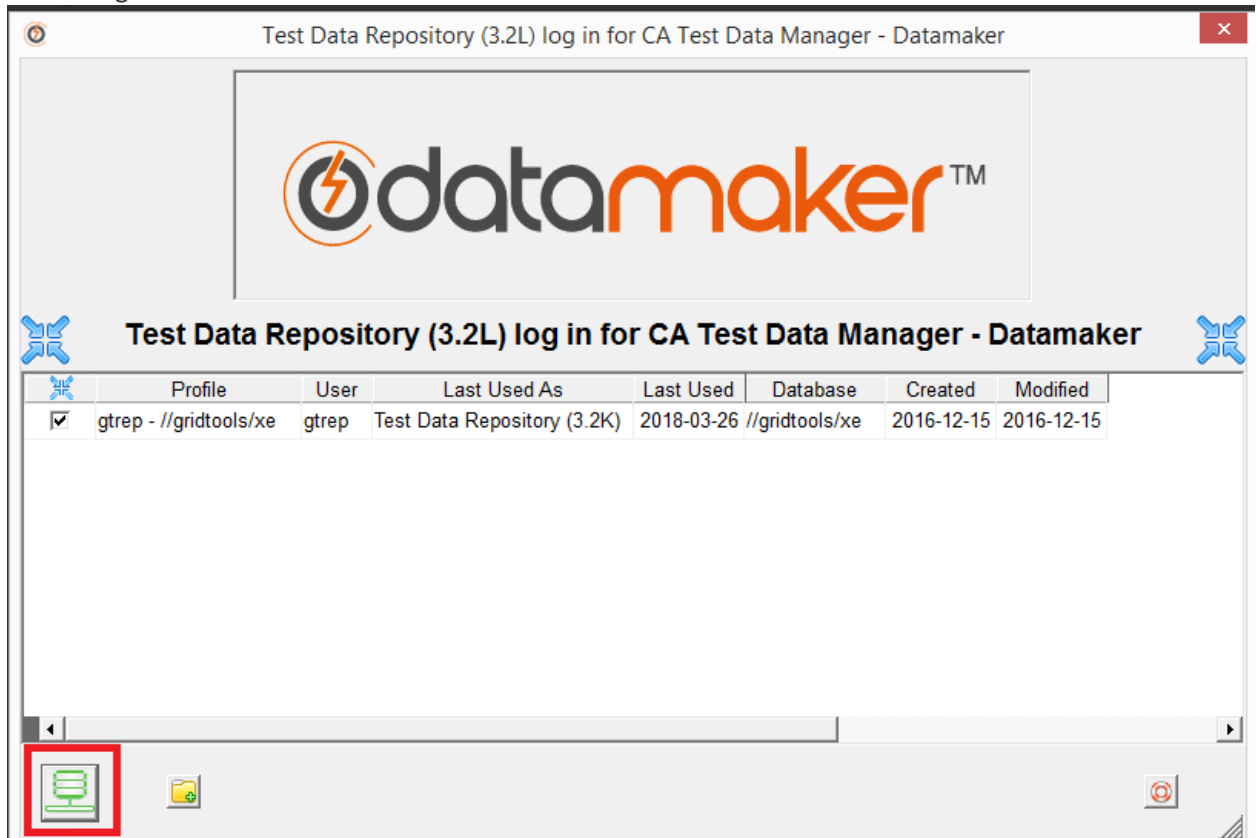 Test Data Repository (3.2L) log in for CA Test Data Manager - Datamaker
datamaker™
Test Data Repository (3.2L) log in for CA Test Data Manager - Datamaker
Profile User Last Used As Last Used Database Created Modified
gtrep - //gridtools/xe gtrep Test Data Repository (3.2K) 2018-03-26 //gridtools/xe 2016-12-15 2016-12-15